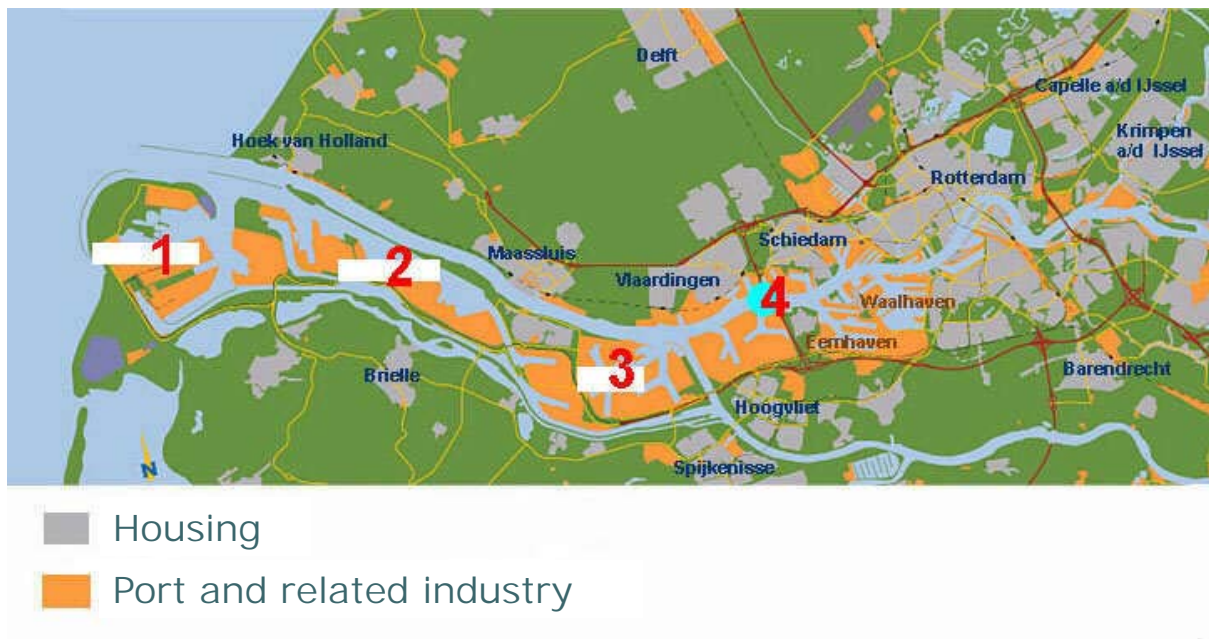 Delft
Capelle a/d IJssel
Hoek van Holland
Krimpen
a/d IJssel
Rotterdam
1
2
Maassluis
Schiedam
Vlaardingen
4
Waalhaven
Eemhaven
3
Brielle
Barendrecht
Hoogvliet
N
Spijkenisse
Housing
Port and related industry